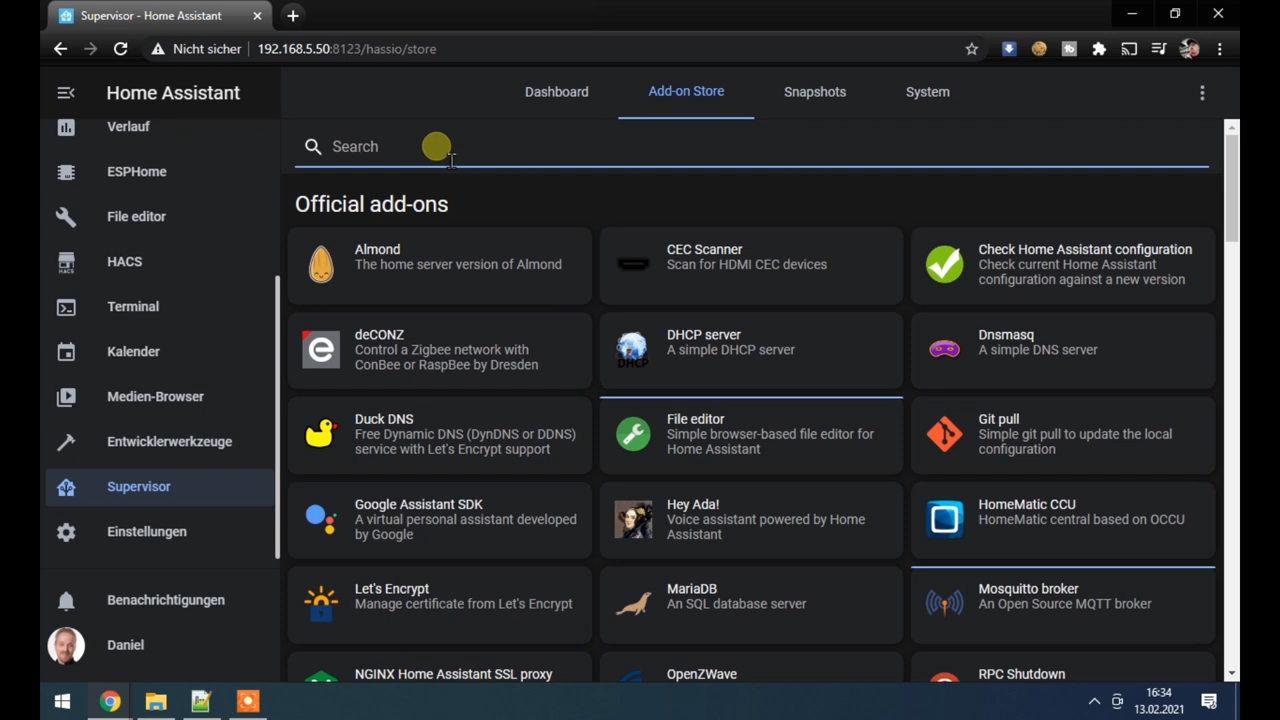 Supervisor - Home Assistant
Nicht sicher
192.168.5.50:8123/hassio/store
Home Assistant
Dashboard
Add-on Store
Snapshots
System
Verlauf
ESPHome
File editor
HACS
HACS
Terminal
Kalender
Medien-Browser
Entwicklerwerkzeuge
Supervisor
Einstellungen
Benachrichtigungen
Daniel
Search
Official add-ons
Almond
The home server version of Almond
CEC Scanner
Scan for HDMI CEC devices
Check Home Assistant configuration
Check current Home Assistant
configuration against a new version
deCONZ
Control a Zigbee network with
ConBee or RaspBee by Dresden
DHCP
DHCP server
A simple DHCP server
Dnsmasq
A simple DNS server
Duck DNS
Free Dynamic DNS (DynDNS or DDNS)
service with Let's Encrypt support
File editor
Simple browser-based file editor for
Home Assistant
Git pull
Simple git pull to update the local
configuration
Google Assistant SDK
A virtual personal assistant developed
by Google
Hey Ada!
Voice assistant powered by Home
Assistant
HomeMatic CCU
HomeMatic central based on OCCU
Let's Encrypt
Manage certificate from Let's Encrypt
MariaDB
An SQL database server
Mosquitto broker
An Open Source MQTT broker
NGINX Home Assistant SSL proxy
OpenZWave
RPC Shutdown
16:34
13.02.2021